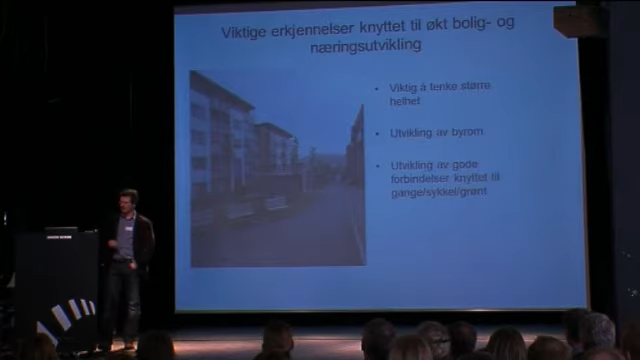 Viktige erkjennelser knyttet til økt bolig- og
næringsutvikling
• Viktig å tenke større
helhet
• Utvikling av byrom
• Utvikling av gode
forbindelser knyttet til
gange/sykkel/grønt